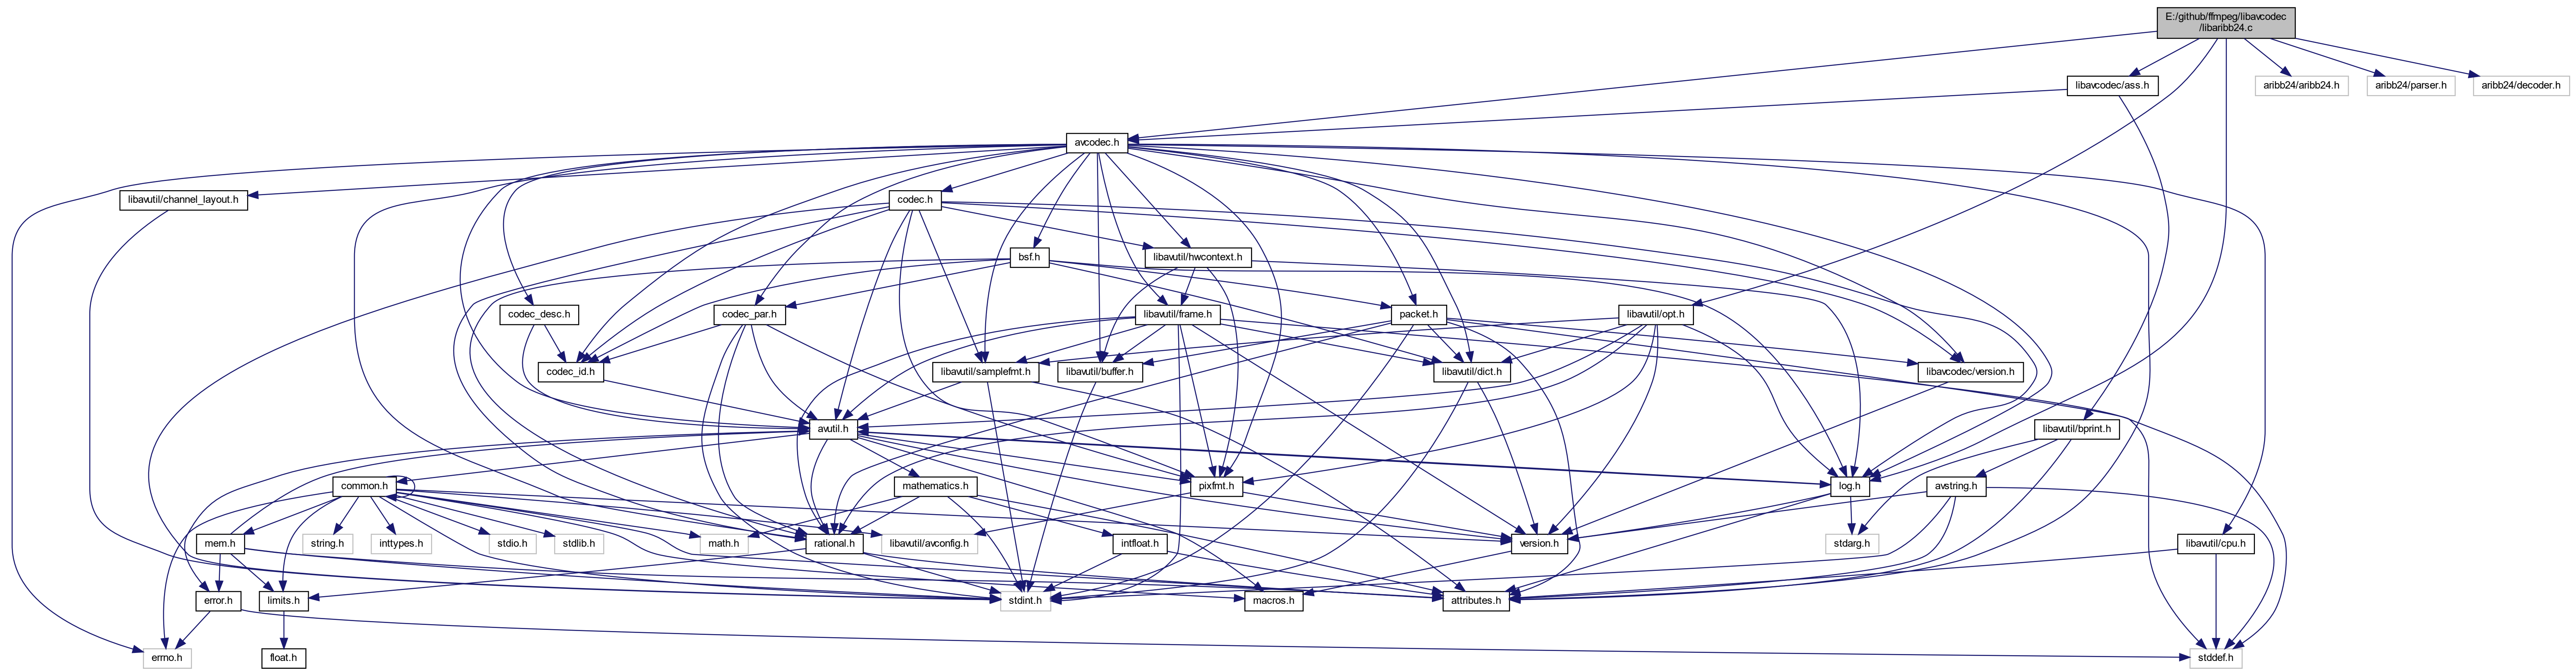 E:/github/ffmpeg/libavcodec
/libaribb24.c
libavcodec/ass.h
aribb24/aribb24.h
aribb24/parser.h
aribb24/decoder.h
avcodec.h
libavutil/channel_layout.h
codec.h
bsf.h
libavutil/hwcontext.h
codec_desc.h
codec_par.h
libavutil/frame.h
packet.h
libavutil/opt.h
codec_id.h
libavutil/samplefmt.h
libavutil/buffer.h
libavutil/dict.h
libavcodec/version.h
avutil.h
libavutil/bprint.h
common.h
mathematics.h
pixfmt.h
log.h
avstring.h
mem.h
string.h
inttypes.h
stdio.h
stdlib.h
math.h
rational.h
libavutil/avconfig.h
intfloat.h
version.h
stdarg.h
libavutil/cpu.h
error.h
limits.h
stdint.h
macros.h
attributes.h
errno.h
float.h
stddef.h